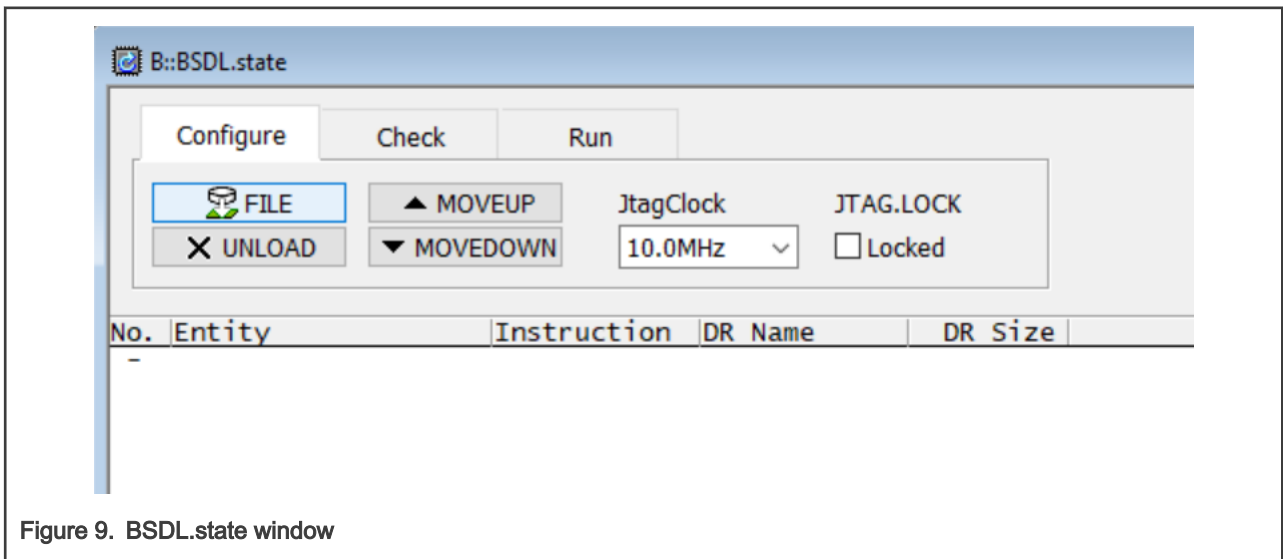 B::BSDL.state
Configure Check Run
FILE MOVEUP JtagClock JTAG.LOCK
UNLOAD MOVEDOWN 10.0MHz Locked
No. Entity Instruction DR Name DR Size
-
Figure 9. BSDL.state window